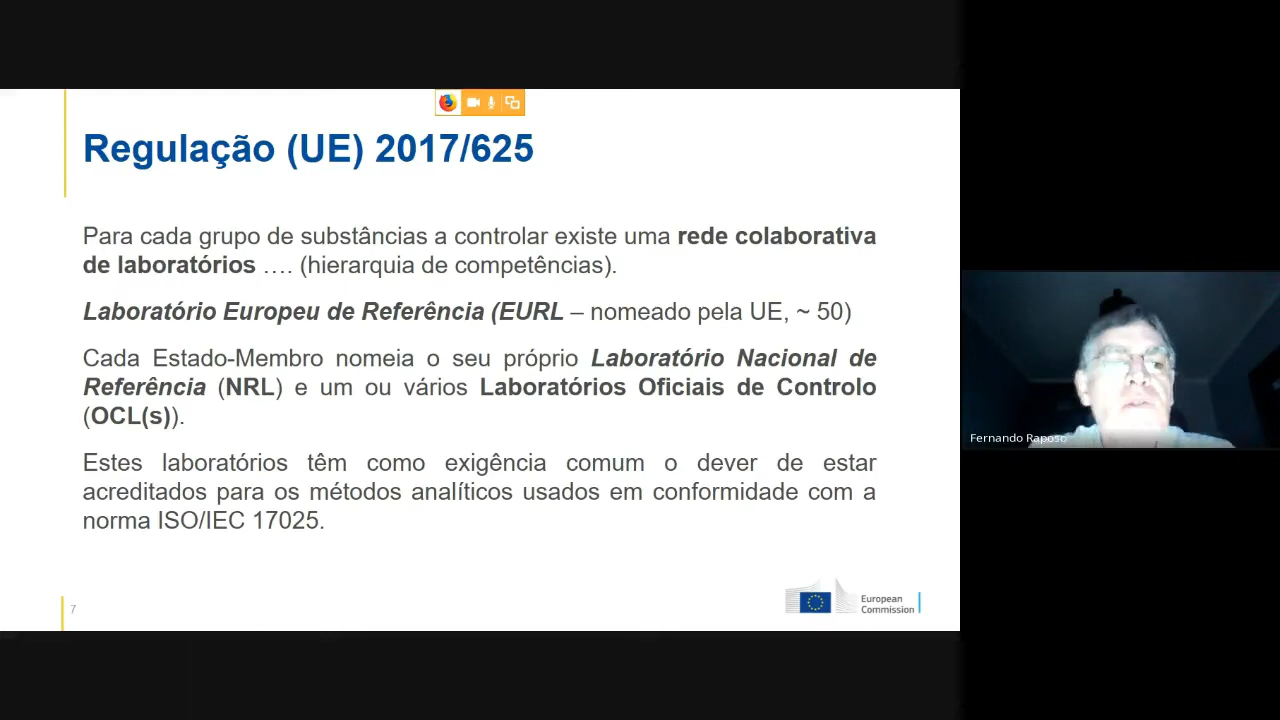 Regulação (UE) 2017/625
Para cada grupo de substâncias a controlar existe uma rede colaborativa
de laboratórios …. (hierarquia de competências).
Laboratório Europeu de Referência (EURL – nomeado pela UE, ~ 50)
Cada Estado-Membro nomeia o seu próprio Laboratório Nacional de
Referência (NRL) e um ou vários Laboratórios Oficiais de Controlo
(OCL(s)).
Estes laboratórios têm como exigência comum o dever de estar
acreditados para os métodos analíticos usados em conformidade com a
norma ISO/IEC 17025.
7
European
Commission
Fernando Raposo